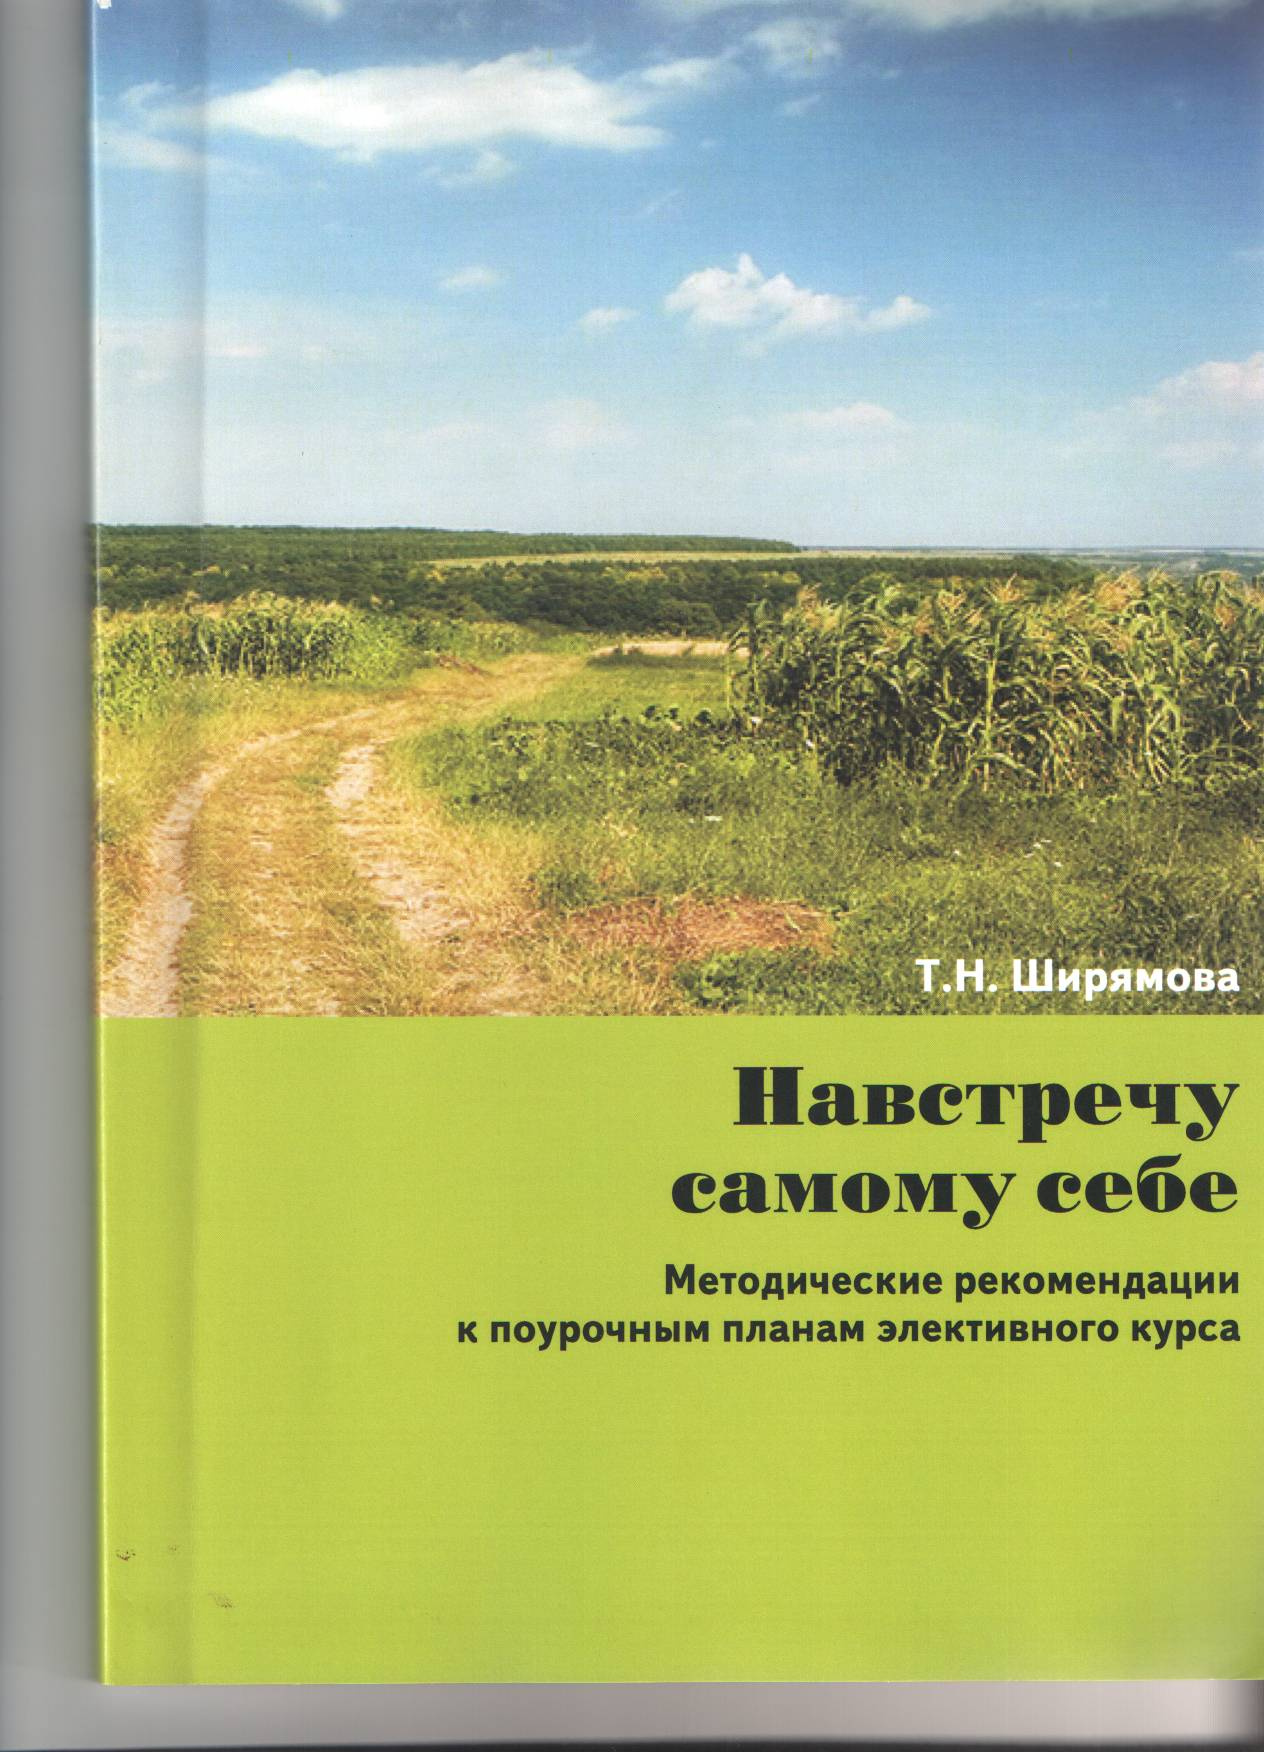 Т.Н. Ширямова
Навстречу
самому себе
Методические рекомендации
к поурочным планам элективного курса